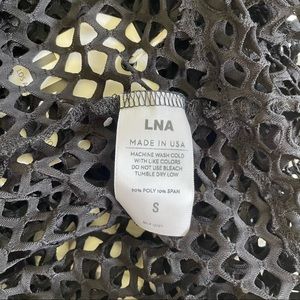 LNA
MADE IN USA
MACHINE WASH COLD
WITH LIKE COLORS
DO NOT USE BLEACH
TUMBLE DRY LOW
90% POLY 10% SPAN
S